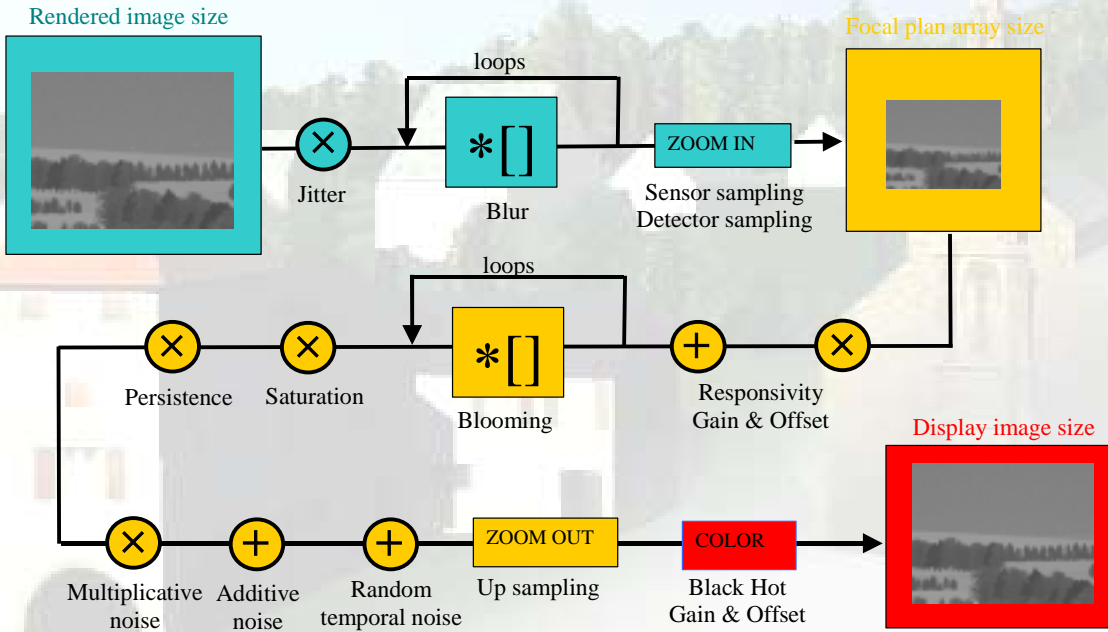 Rendered image size
Focal plan array size
loops
*[]
ZOOM IN
Jitter
Blur
Sensor sampling
Detector sampling
loops
*[]
Persistence
Saturation
Blooming
Responsivity
Gain & Offset
Display image size
ZOOM OUT
COLOR
Multiplicative
noise
Additive
noise
Random
temporal noise
Up sampling
Black Hot
Gain & Offset